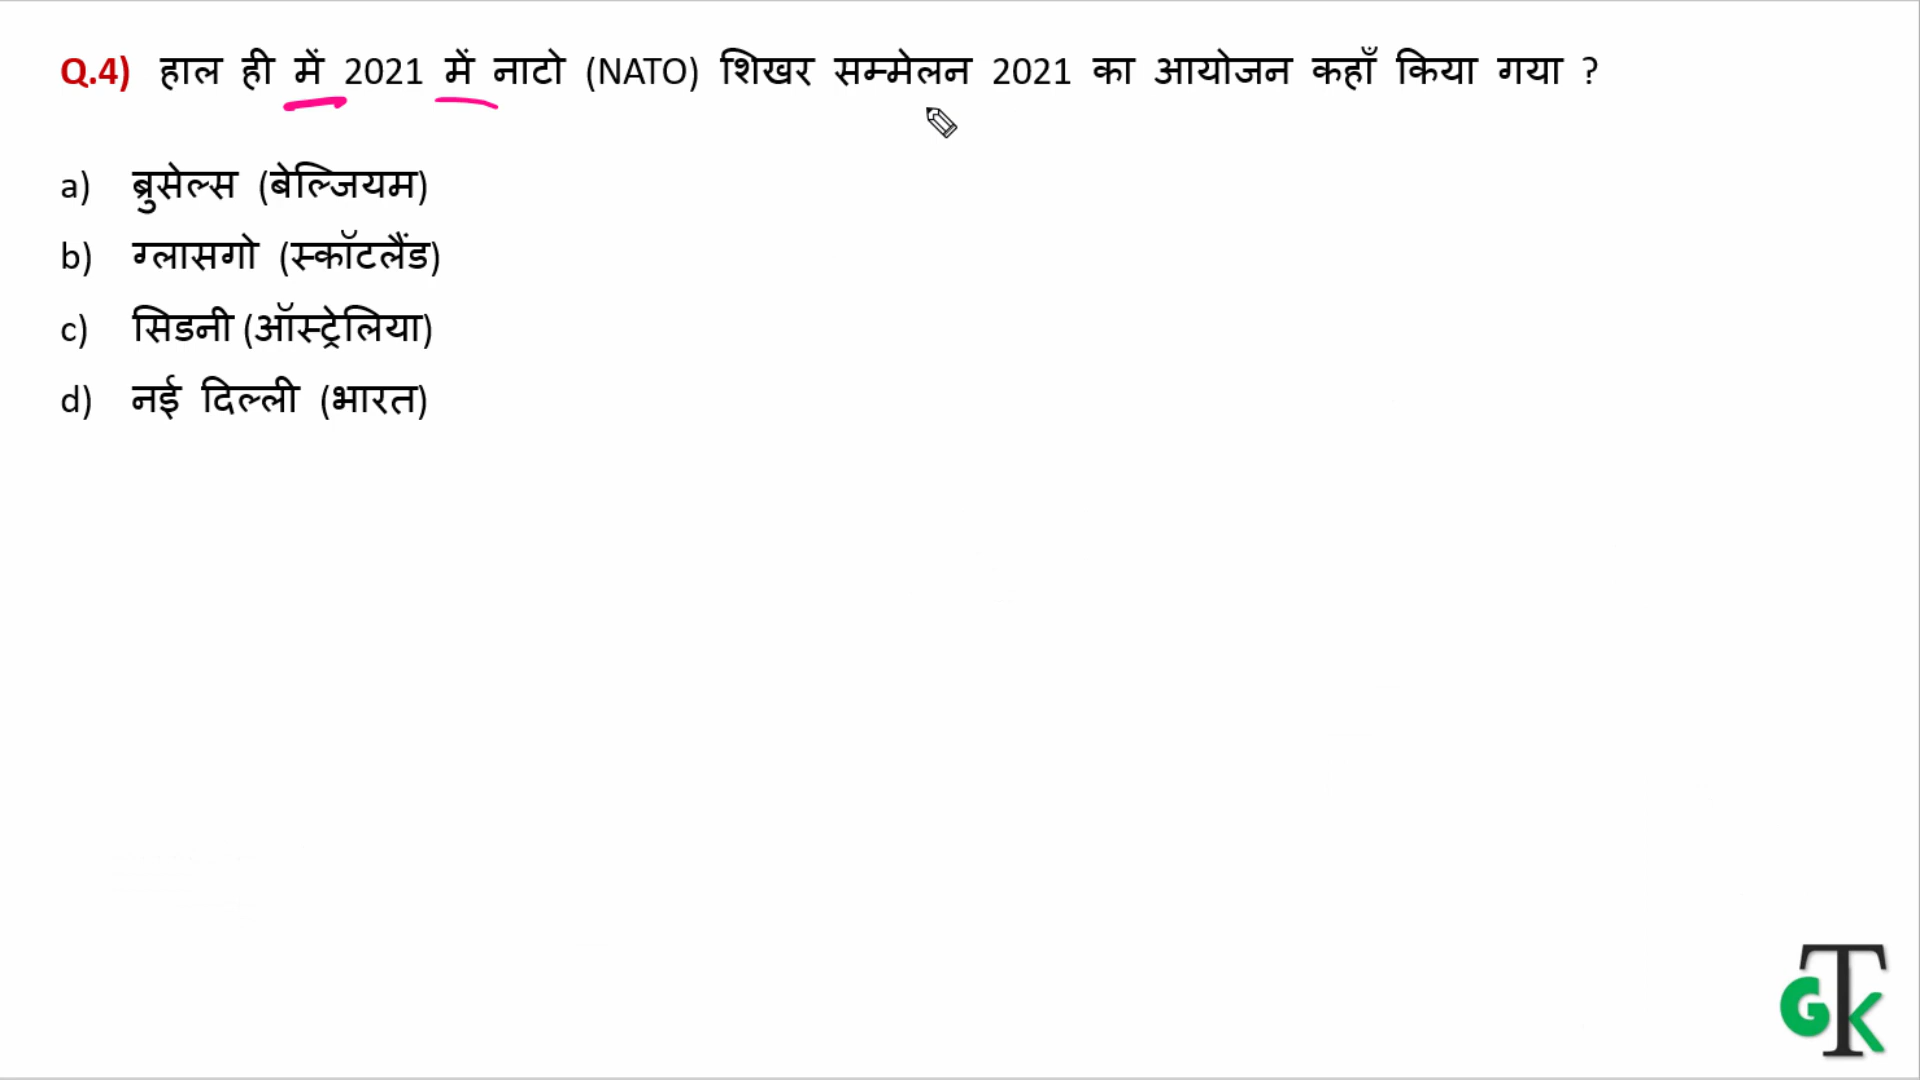 Q.4) हाल ही में 2021 में नाटो (NATO) शिखर सम्मेलन 2021 का आयोजन कहाँ किया गया ?
a) ब्रुसेल्स (बेल्जियम)
b) ग्लासगो (स्कॉटलैंड)
c) सिडनी (ऑस्ट्रेलिया)
d) नई दिल्ली (भारत)
GTK